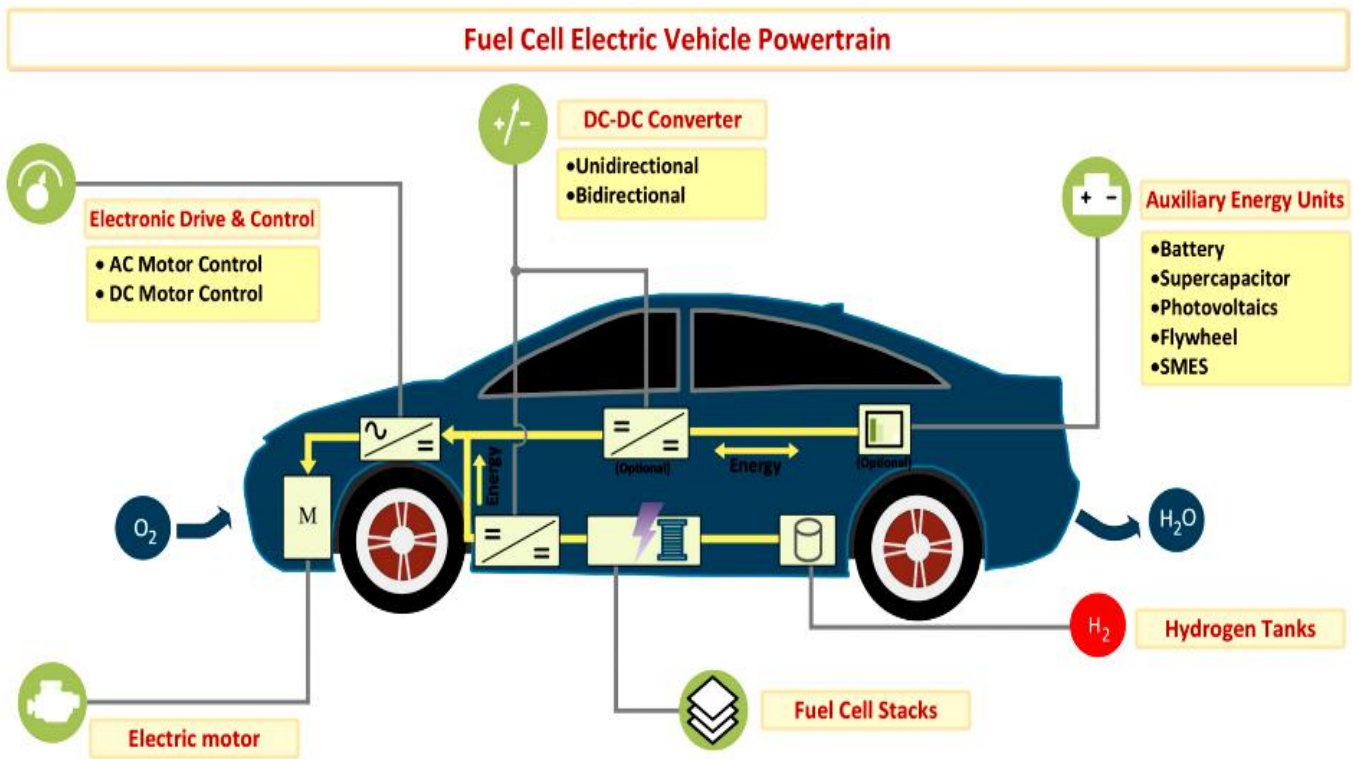 Fuel Cell Electric Vehicle Powertrain
+/−
DC-DC Converter
•Unidirectional
•Bidirectional
Electronic Drive & Control
• AC Motor Control
• DC Motor Control
+ -
Auxiliary Energy Units
•Battery
•Supercapacitor
•Photovoltaics
•Flywheel
•SMES
(Optional)
Energy
(Optional)
Energy
M
O₂
H₂O
H₂
Hydrogen Tanks
Fuel Cell Stacks
Electric motor